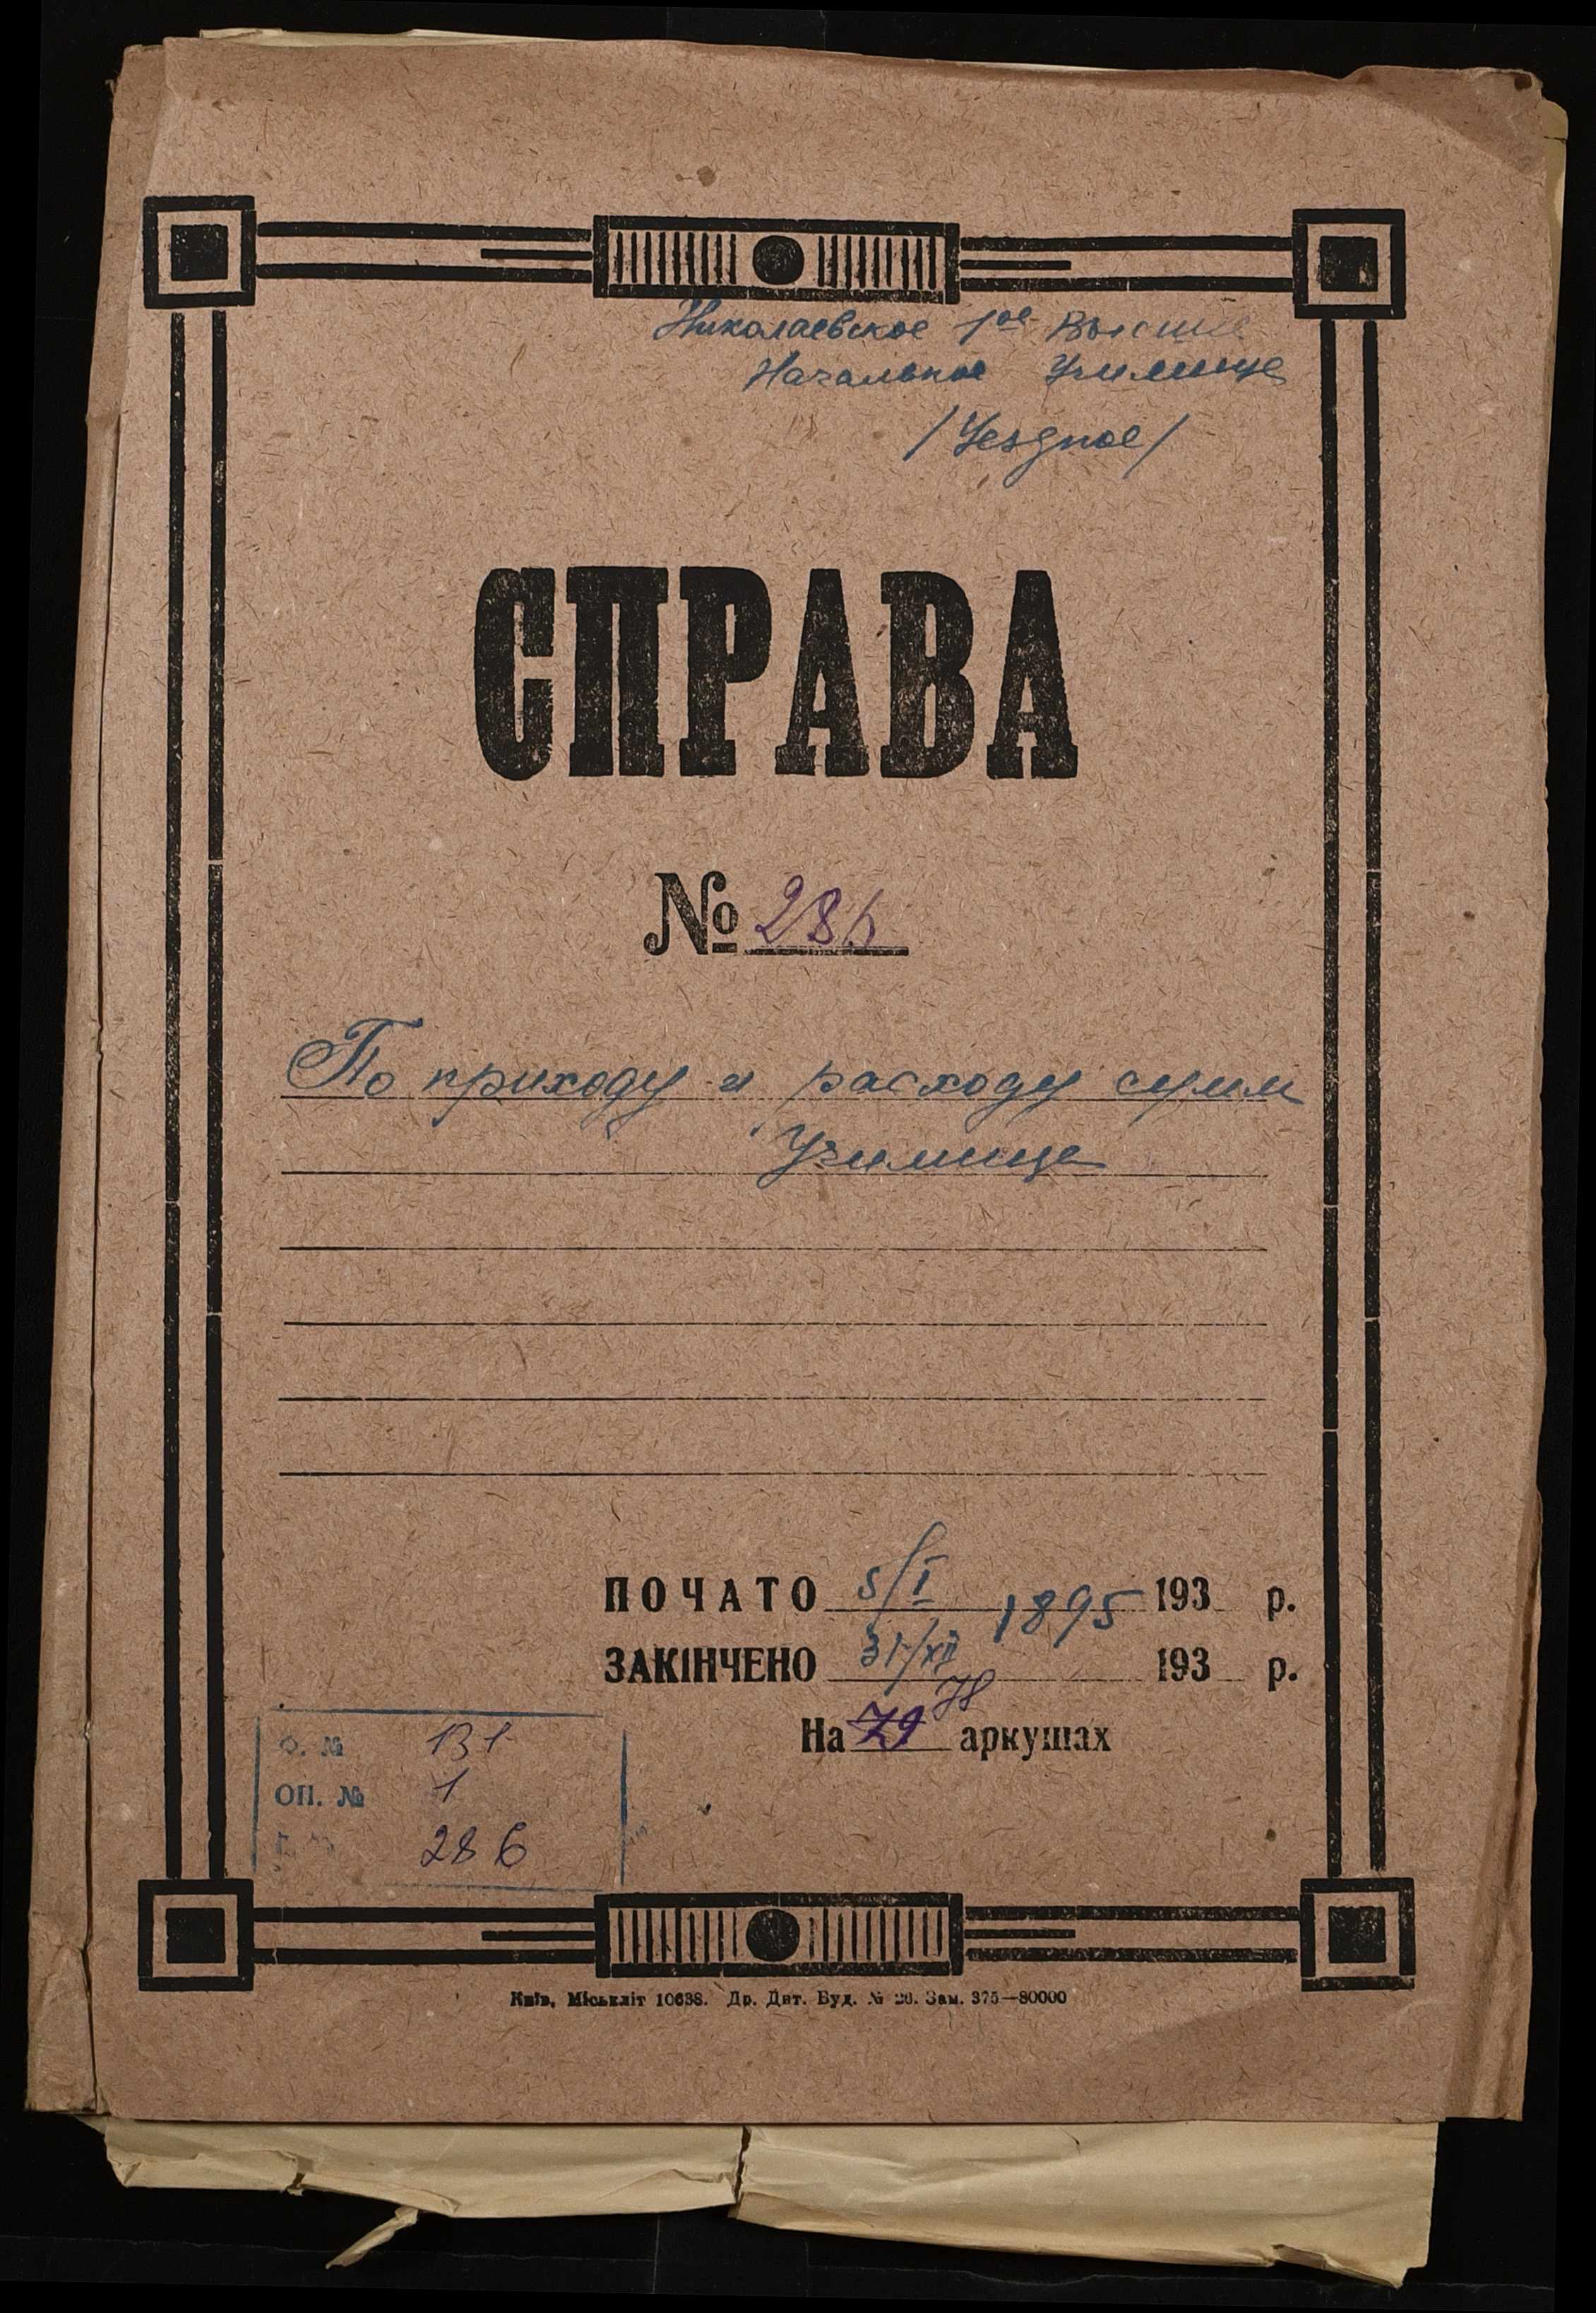 Николаевское 1ое Высшее
Начальное Училище
/Уездное/
СПРАВА
№ 286
По приходу и расходу сумм
Училища
ПОЧАТО 5/I 1895 193 р.
ЗАКІНЧЕНО 31/XII 193 р.
78
На 79 аркушах
Ф. № 131
ОП. № 1
286
Київ, Міськліт 10638. Др. Двт. Буд. № 26. Зам. 375—80000